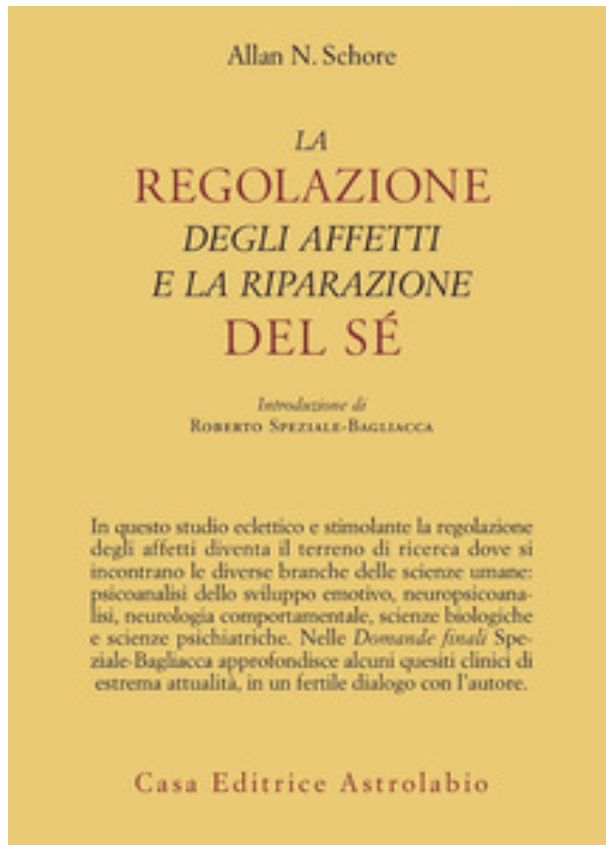 Allan N. Schore
LA
REGOLAZIONE
DEGLI AFFETTI
E LA RIPARAZIONE
DEL SÉ
Introduzione di
ROBERTO SPEZIALE-BAGLIACCA
In questo studio eclettico e stimolante la regolazione
degli affetti diventa il terreno di ricerca dove si
incontrano le diverse branche delle scienze umane:
psicoanalisi dello sviluppo emotivo, neuropsicoana-
lisi, neurologia comportamentale, scienze biologiche
e scienze psichiatriche. Nelle Domande finali Spe-
ziale-Bagliacca approfondisce alcuni quesiti clinici di
estrema attualità, in un fertile dialogo con l'autore.
Casa Editrice Astrolabio